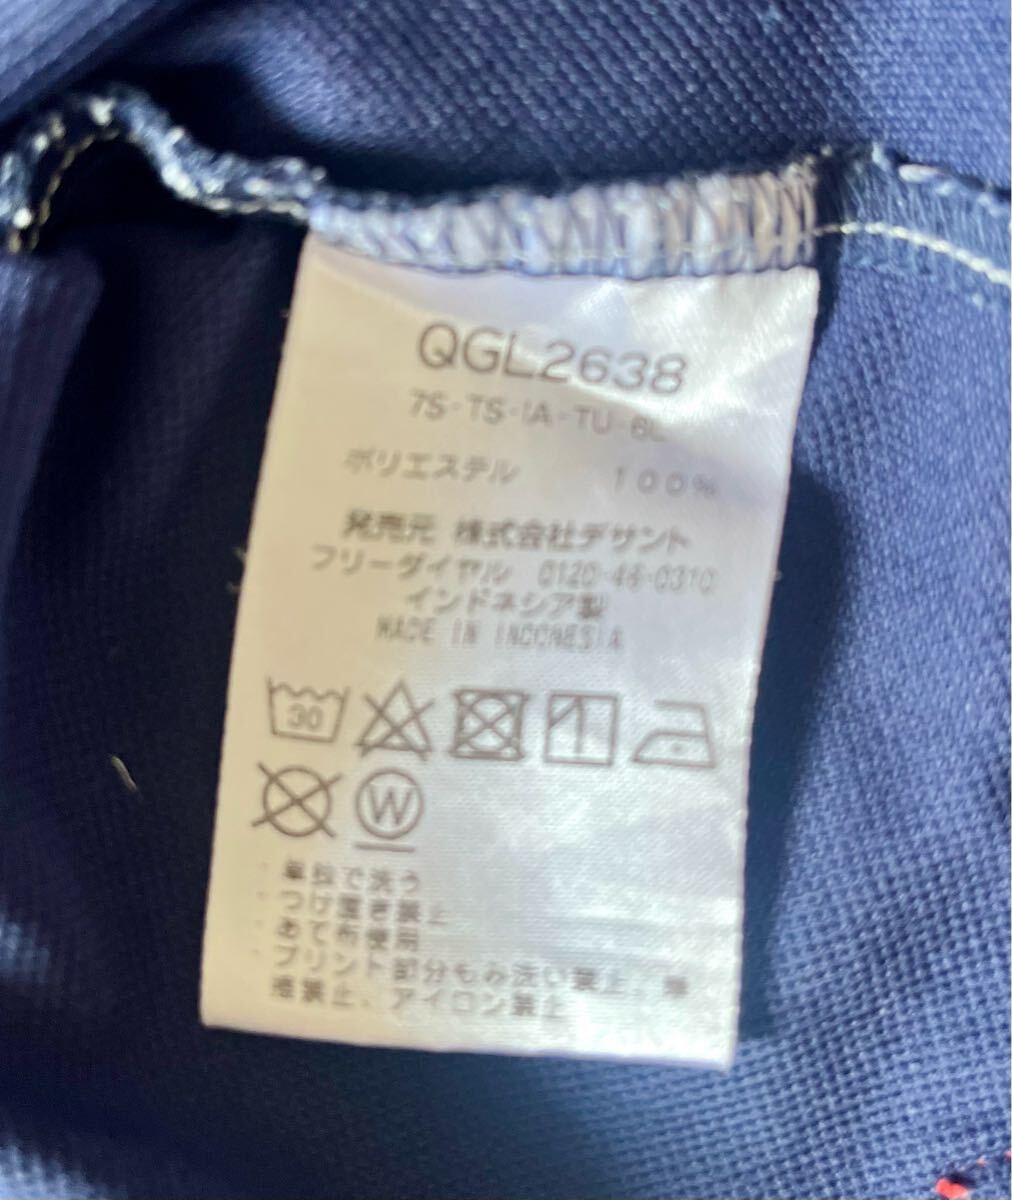 QGL2638
7S-TS-IA-TU-6L
ポリエステル 100%
発売元 株式会社デサント
フリーダイヤル 0120-46-0310
インドネシア製
MADE IN INDONESIA
30
W
・単独で洗う
・つけ置き禁止
・あて布使用
・プリント部分もみ洗い禁止、摩
擦禁止、アイロン禁止